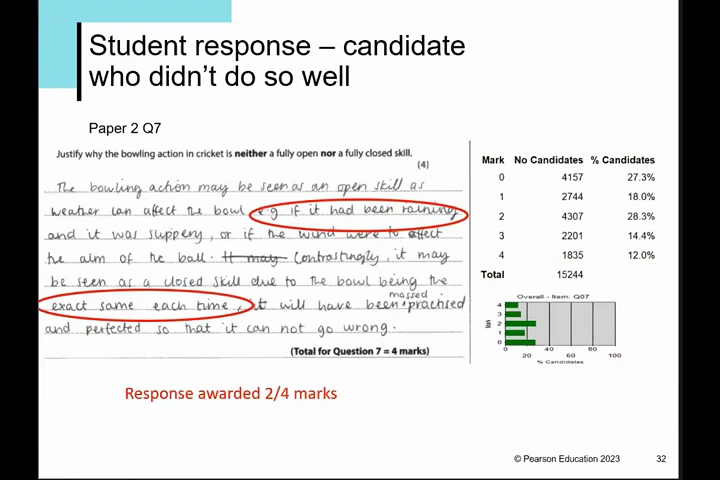 Student response – candidate
who didn't do so well
Paper 2 Q7
Justify why the bowling action in cricket is neither a fully open nor a fully closed skill.
(4)
The bowling action may be seen as an open skill as
weather can affect the bowl e.g if it had been raining
and it was slippery, or if the wind were to affect
the aim of the ball. It may Contrastingly, it may
be seen as a closed skill due to the bowl being the
exact same each time, it will have been massed practised
and perfected so that it can not go wrong.
(Total for Question 7 = 4 marks)
Response awarded 2/4 marks
Mark No Candidates % Candidates
0 4157 27.3%
1 2744 18.0%
2 4307 28.3%
3 2201 14.4%
4 1835 12.0%
Total 15244
Overall - Item: Q07
Mark
4
3
2
1
0
0 40 80
20 60 100
% Candidates
© Pearson Education 2023
32